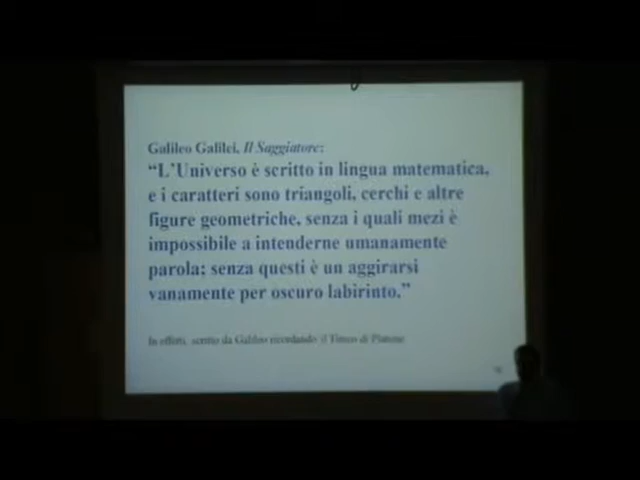 Galileo Galilei, Il Saggiatore:
“L’Universo è scritto in lingua matematica,
e i caratteri sono triangoli, cerchi e altre
figure geometriche, senza i quali mezi è
impossibile a intenderne umanamente
parola; senza questi è un aggirarsi
vanamente per oscuro labirinto.”
In effetti, scritto da Galileo ricordando il Timeo di Platone